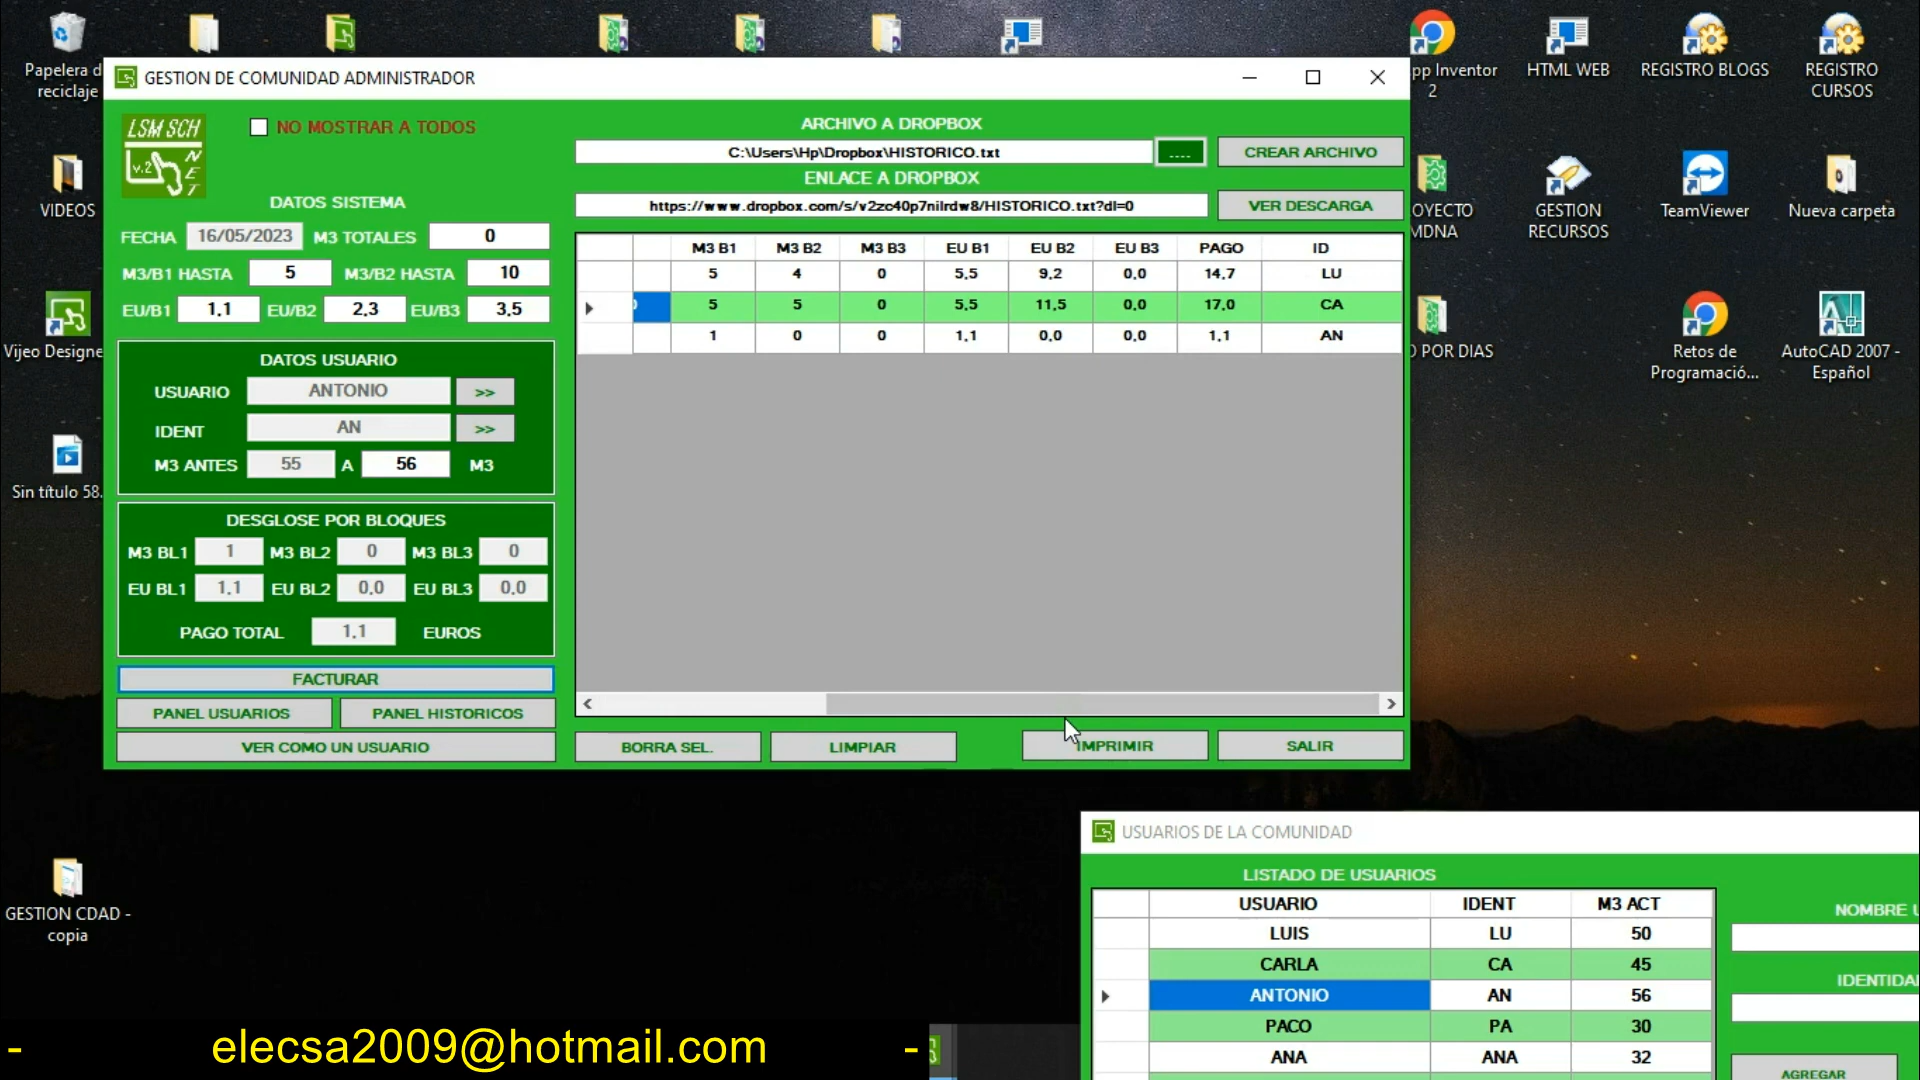 Papelera d
reciclaje
pp Inventor
2
HTML WEB
REGISTRO BLOGS
REGISTRO
CURSOS
VIDEOS
OYECTO
MDNA
GESTION
RECURSOS
TeamViewer
Nueva carpeta
Vijeo Designe
O POR DIAS
Retos de
Programació...
AutoCAD 2007 -
Español
Sin título 58.
GESTION CDAD -
copia
GESTION DE COMUNIDAD ADMINISTRADOR
LSM SCH
v.2
NET
NO MOSTRAR A TODOS
DATOS SISTEMA
FECHA 16/05/2023 M3 TOTALES 0
M3/B1 HASTA 5 M3/B2 HASTA 10
EU/B1 1,1 EU/B2 2,3 EU/B3 3,5
DATOS USUARIO
USUARIO ANTONIO >>
IDENT AN >>
M3 ANTES 55 A 56 M3
DESGLOSE POR BLOQUES
M3 BL1 1 M3 BL2 0 M3 BL3 0
EU BL1 1,1 EU BL2 0,0 EU BL3 0,0
PAGO TOTAL 1,1 EUROS
FACTURAR
PANEL USUARIOS PANEL HISTORICOS
VER COMO UN USUARIO
ARCHIVO A DROPBOX
C:\Users\Hp\Dropbox\HISTORICO.txt .... CREAR ARCHIVO
ENLACE A DROPBOX
https://www.dropbox.com/s/v2zc40p7nilrdw8/HISTORICO.txt?dl=0 VER DESCARGA
M3 B1 M3 B2 M3 B3 EU B1 EU B2 EU B3 PAGO ID
5 4 0 5,5 9,2 0,0 14,7 LU
5 5 0 5,5 11,5 0,0 17,0 CA
1 0 0 1,1 0,0 0,0 1,1 AN
BORRA SEL. LIMPIAR IMPRIMIR SALIR
USUARIOS DE LA COMUNIDAD
LISTADO DE USUARIOS
USUARIO IDENT M3 ACT
LUIS LU 50
CARLA CA 45
ANTONIO AN 56
PACO PA 30
ANA ANA 32
NOMBRE U
IDENTIDA
AGREGAR
- elecsa2009@hotmail.com -